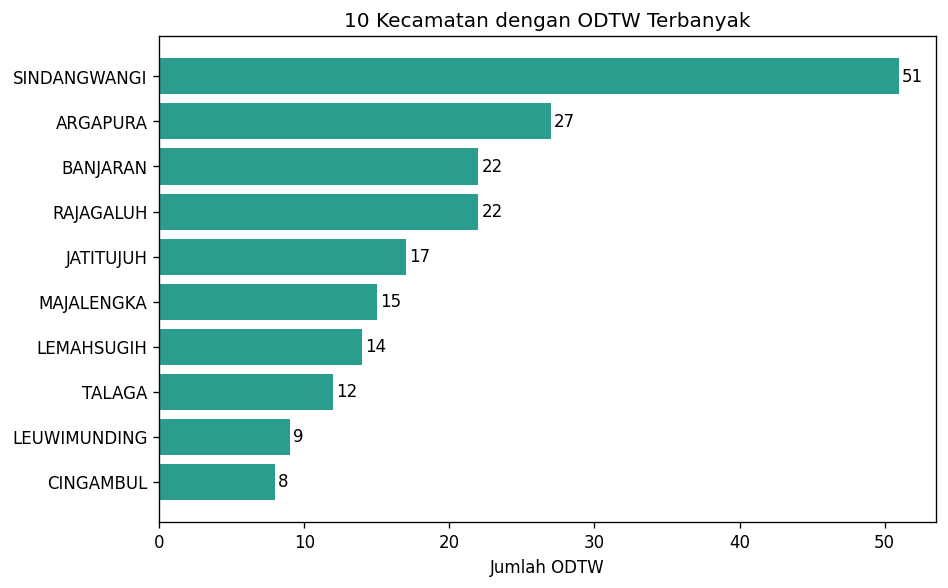 10 Kecamatan dengan ODTW Terbanyak
SINDANGWANGI 51
ARGAPURA 27
BANJARAN 22
RAJAGALUH 22
JATITUJUH 17
MAJALENGKA 15
LEMAHSUGIH 14
TALAGA 12
LEUWIMUNDING 9
CINGAMBUL 8
0 10 20 30 40 50
Jumlah ODTW